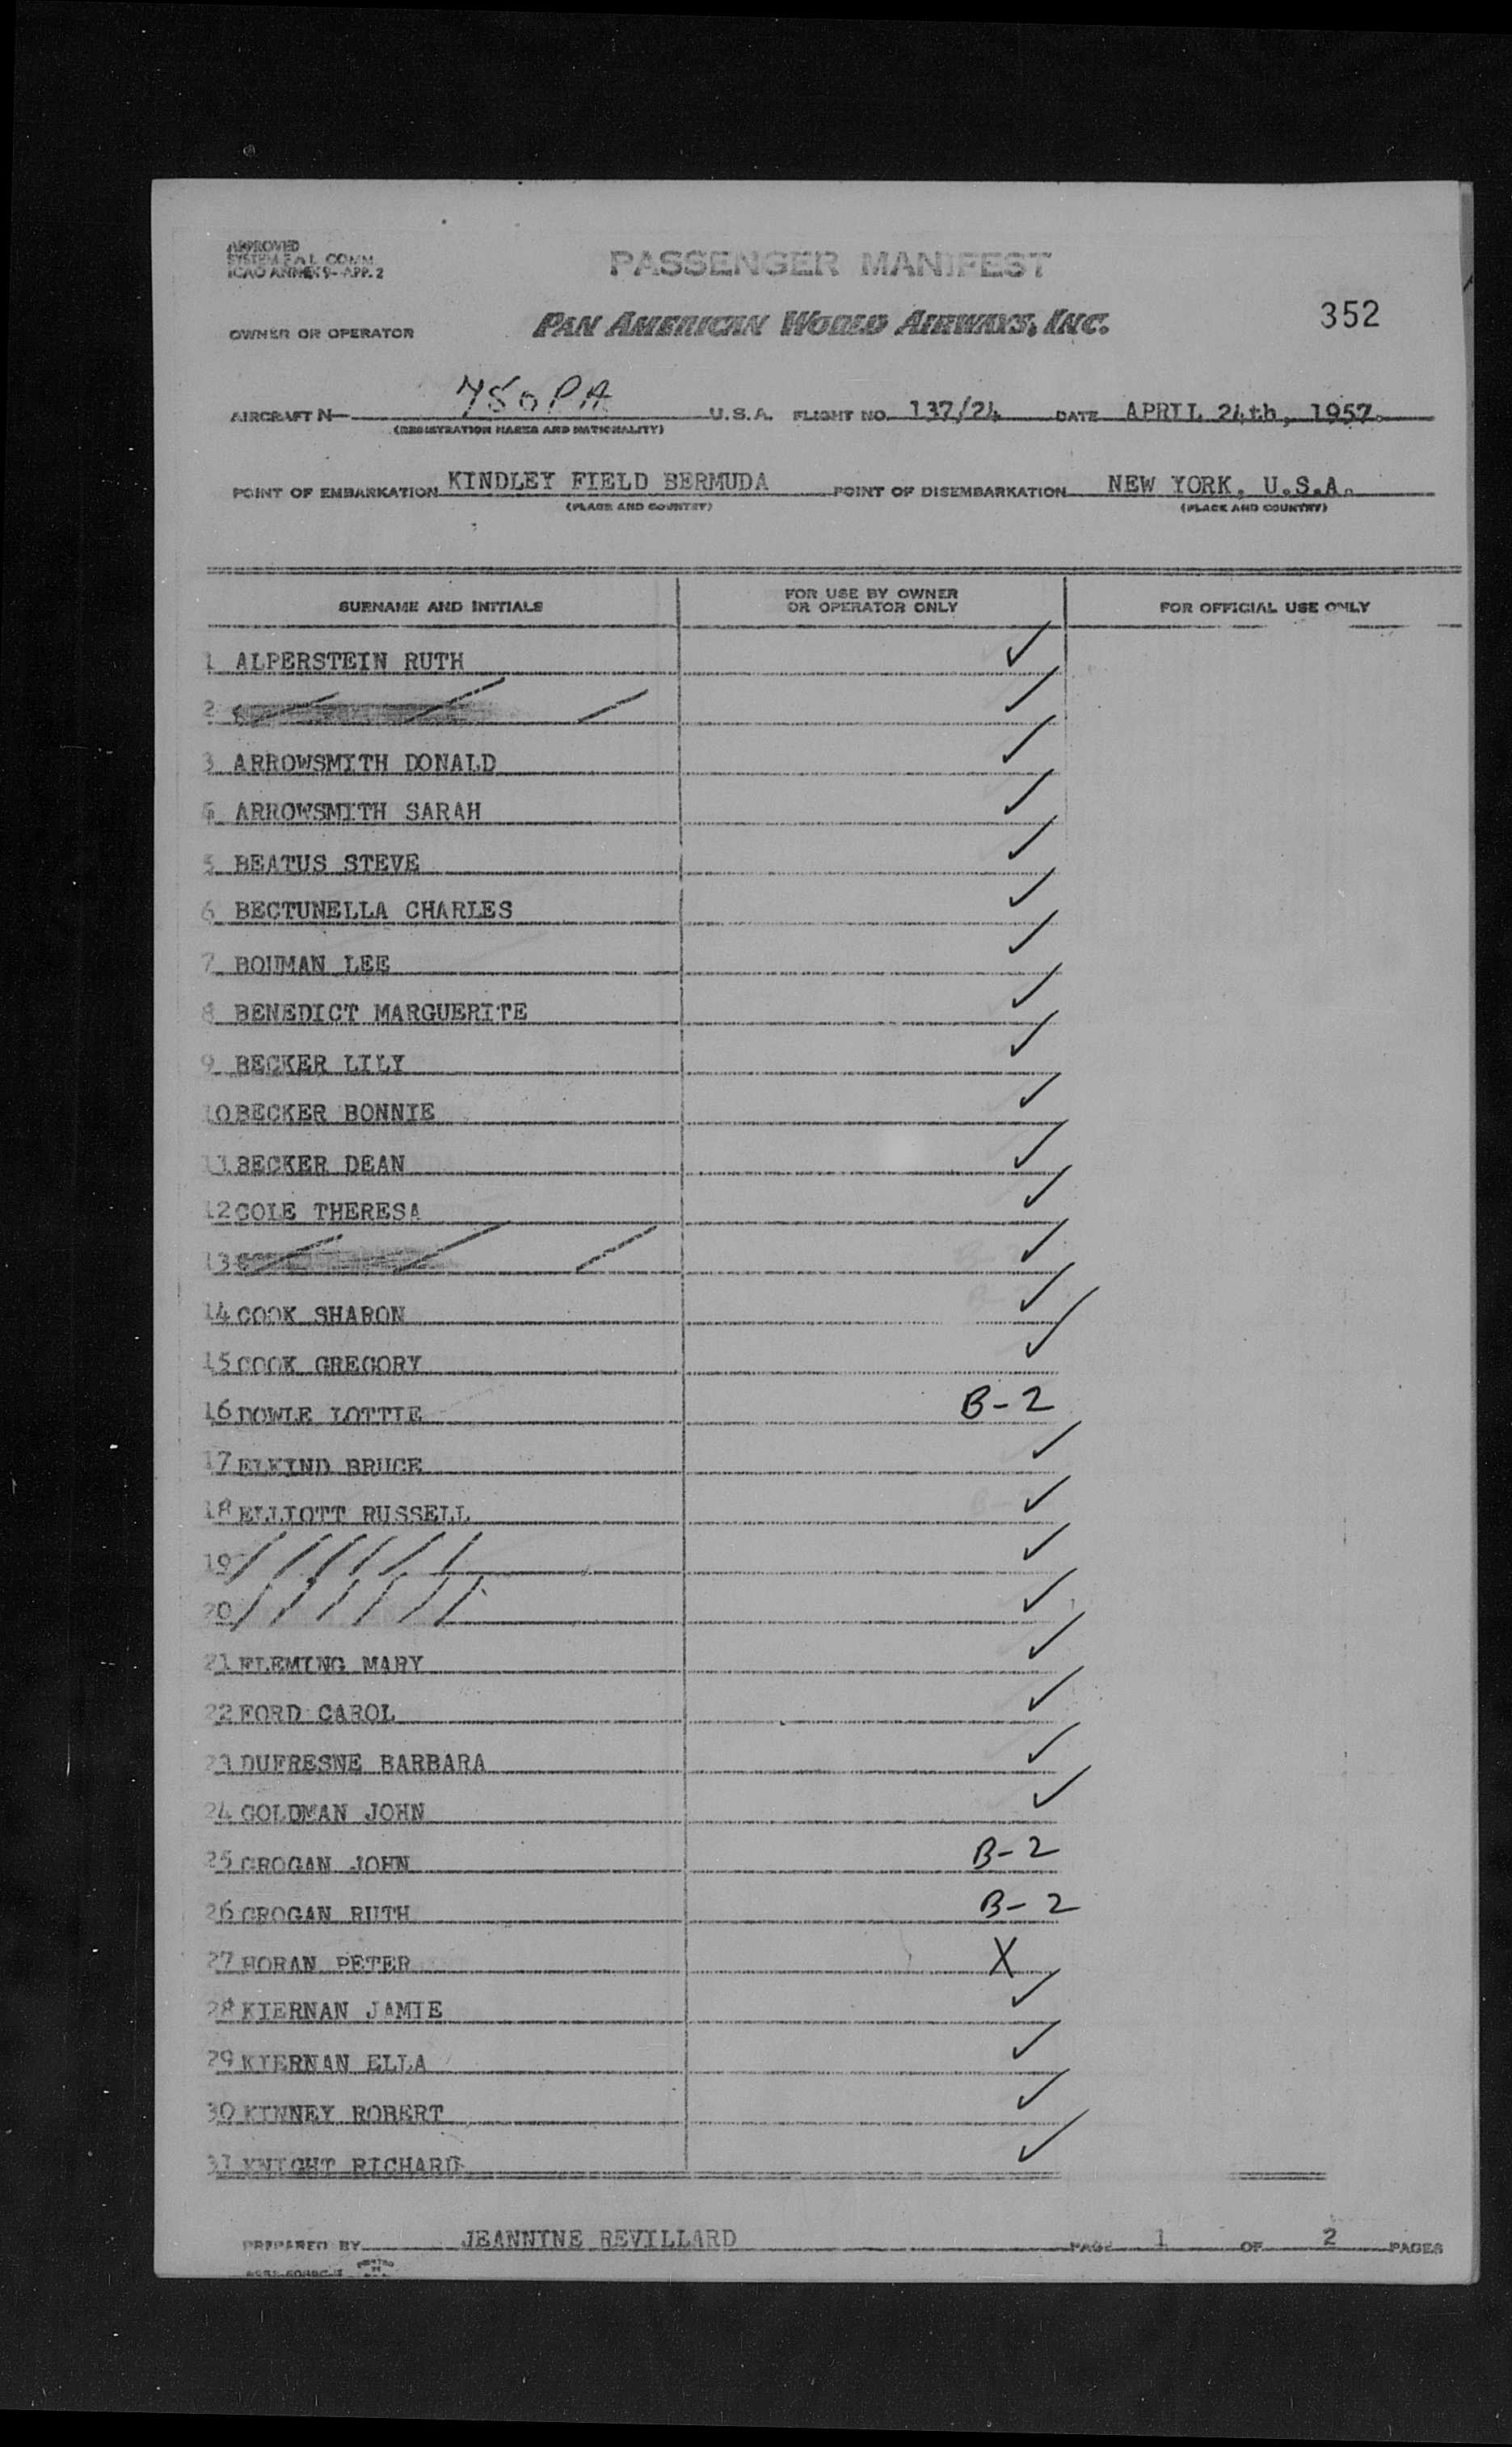 APPROVED
SYSTEM F.A.L. COMM.
ICAO ANNEX 9-APP. 2
PASSENGER MANIFEST
352
OWNER OR OPERATOR PAN AMERICAN WORLD AIRWAYS, INC.
AIRCRAFT N 750PA U.S.A. FLIGHT NO. 137/24 DATE APRIL 24th, 1957.
(REGISTRATION MARKS AND NATIONALITY)
POINT OF EMBARKATION KINDLEY FIELD BERMUDA POINT OF DISEMBARKATION NEW YORK, U.S.A.
(PLACE AND COUNTRY) (PLACE AND COUNTRY)
SURNAME AND INITIALS FOR USE BY OWNER OR OPERATOR ONLY FOR OFFICIAL USE ONLY
1 ALPERSTEIN RUTH ✓
2 ✓
3 ARROWSMITH DONALD ✓
4 ARROWSMITH SARAH ✓
5 BEATUS STEVE ✓
6 BECTUNELLA CHARLES ✓
7 BOUMAN LEE ✓
8 BENEDICT MARGUERITE ✓
9 BECKER LILY ✓
10 BECKER BONNIE ✓
11 BECKER DEAN ✓
12 COLE THERESA ✓
13 ✓
14 COOK SHARON ✓
15 COOK GREGORY ✓
16 DOWLE LOTTIE B-2
17 ELKIND BRUCE ✓
18 ELLIOTT RUSSELL ✓
19 / / / / / / ✓
20 / / / / / / ✓
21 FLEMING MARY ✓
22 FORD CAROL ✓
23 DUFRESNE BARBARA ✓
24 GOLDMAN JOHN ✓
25 GROGAN JOHN B-2
26 GROGAN RUTH B-2
27 HORAN PETER X
28 KIERNAN JAMIE ✓
29 KIERNAN ELLA ✓
30 KINNEY ROBERT ✓
31 KNIGHT RICHARD ✓
PREPARED BY JEANNINE REVILLARD PAGE 1 OF 2 PAGES